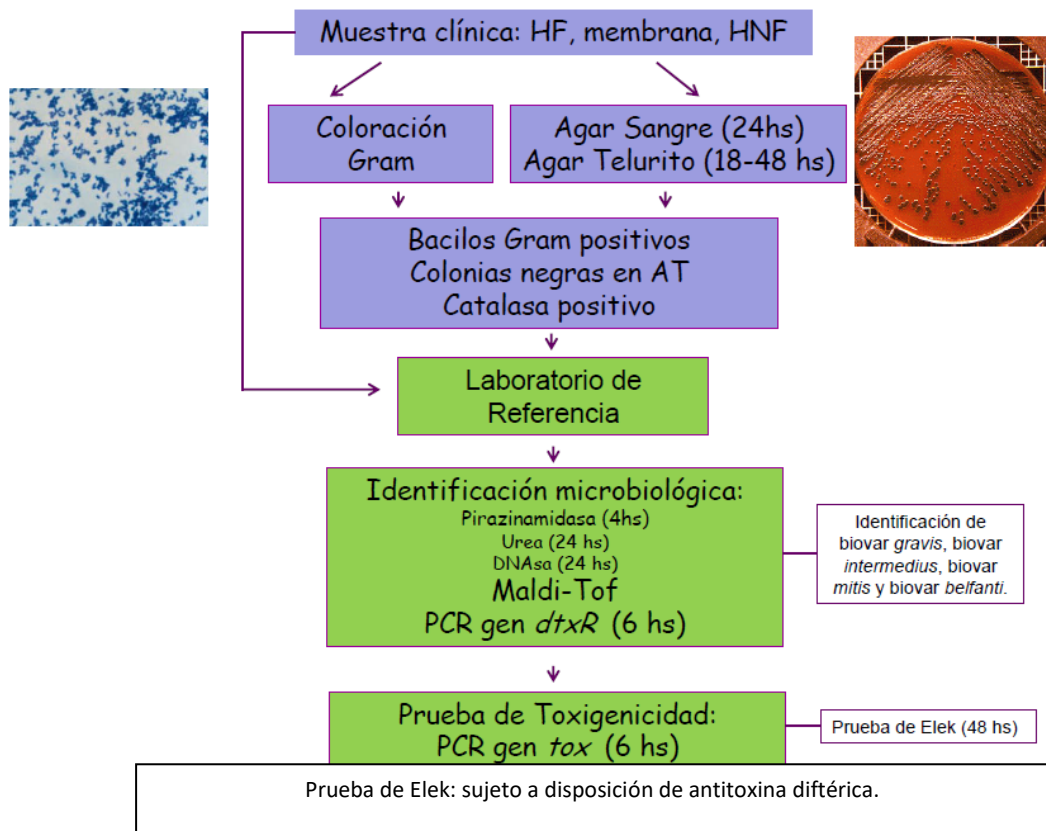 Muestra clínica: HF, membrana, HNF
Coloración
Gram
Agar Sangre (24hs)
Agar Telurito (18-48 hs)
Bacilos Gram positivos
Colonias negras en AT
Catalasa positivo
Laboratorio de
Referencia
Identificación microbiológica:
Pirazinamidasa (4hs)
Urea (24 hs)
DNAsa (24 hs)
Maldi-Tof
PCR gen dtxR (6 hs)
Identificación de
biovar gravis, biovar
intermedius, biovar
mitis y biovar belfanti.
Prueba de Toxigenicidad:
PCR gen tox (6 hs)
Prueba de Elek (48 hs)
Prueba de Elek: sujeto a disposición de antitoxina diftérica.